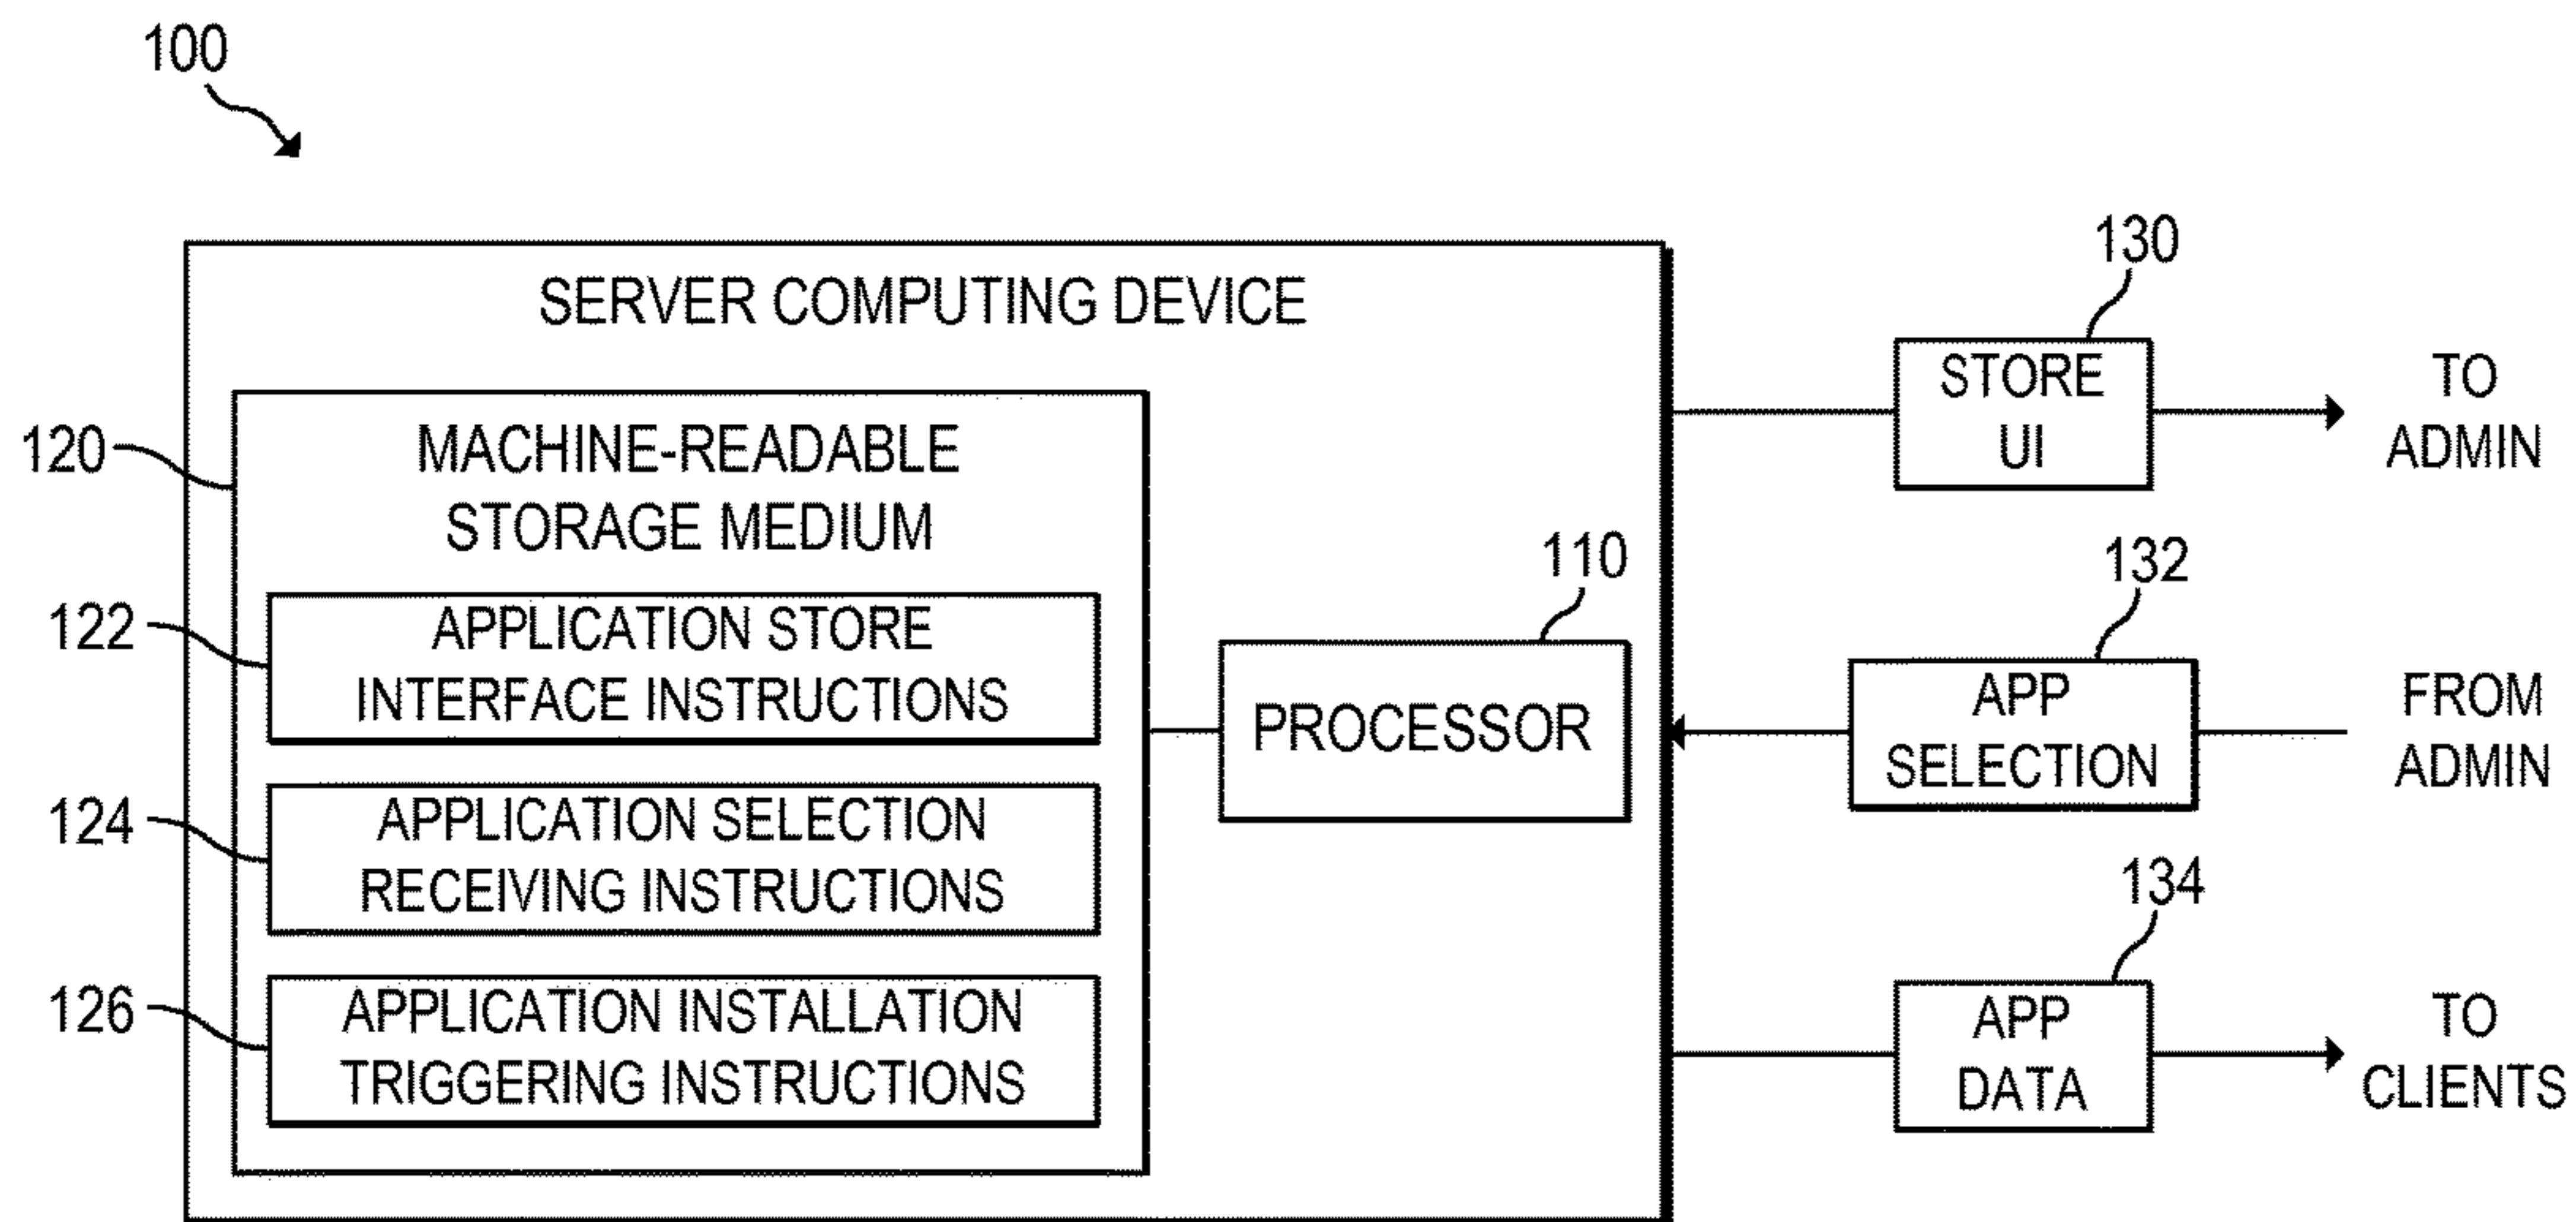 100
SERVER COMPUTING DEVICE
120
MACHINE-READABLE
STORAGE MEDIUM
122
APPLICATION STORE
INTERFACE INSTRUCTIONS
124
APPLICATION SELECTION
RECEIVING INSTRUCTIONS
126
APPLICATION INSTALLATION
TRIGGERING INSTRUCTIONS
110
PROCESSOR
130
STORE
UI
TO
ADMIN
132
APP
SELECTION
FROM
ADMIN
134
APP
DATA
TO
CLIENTS